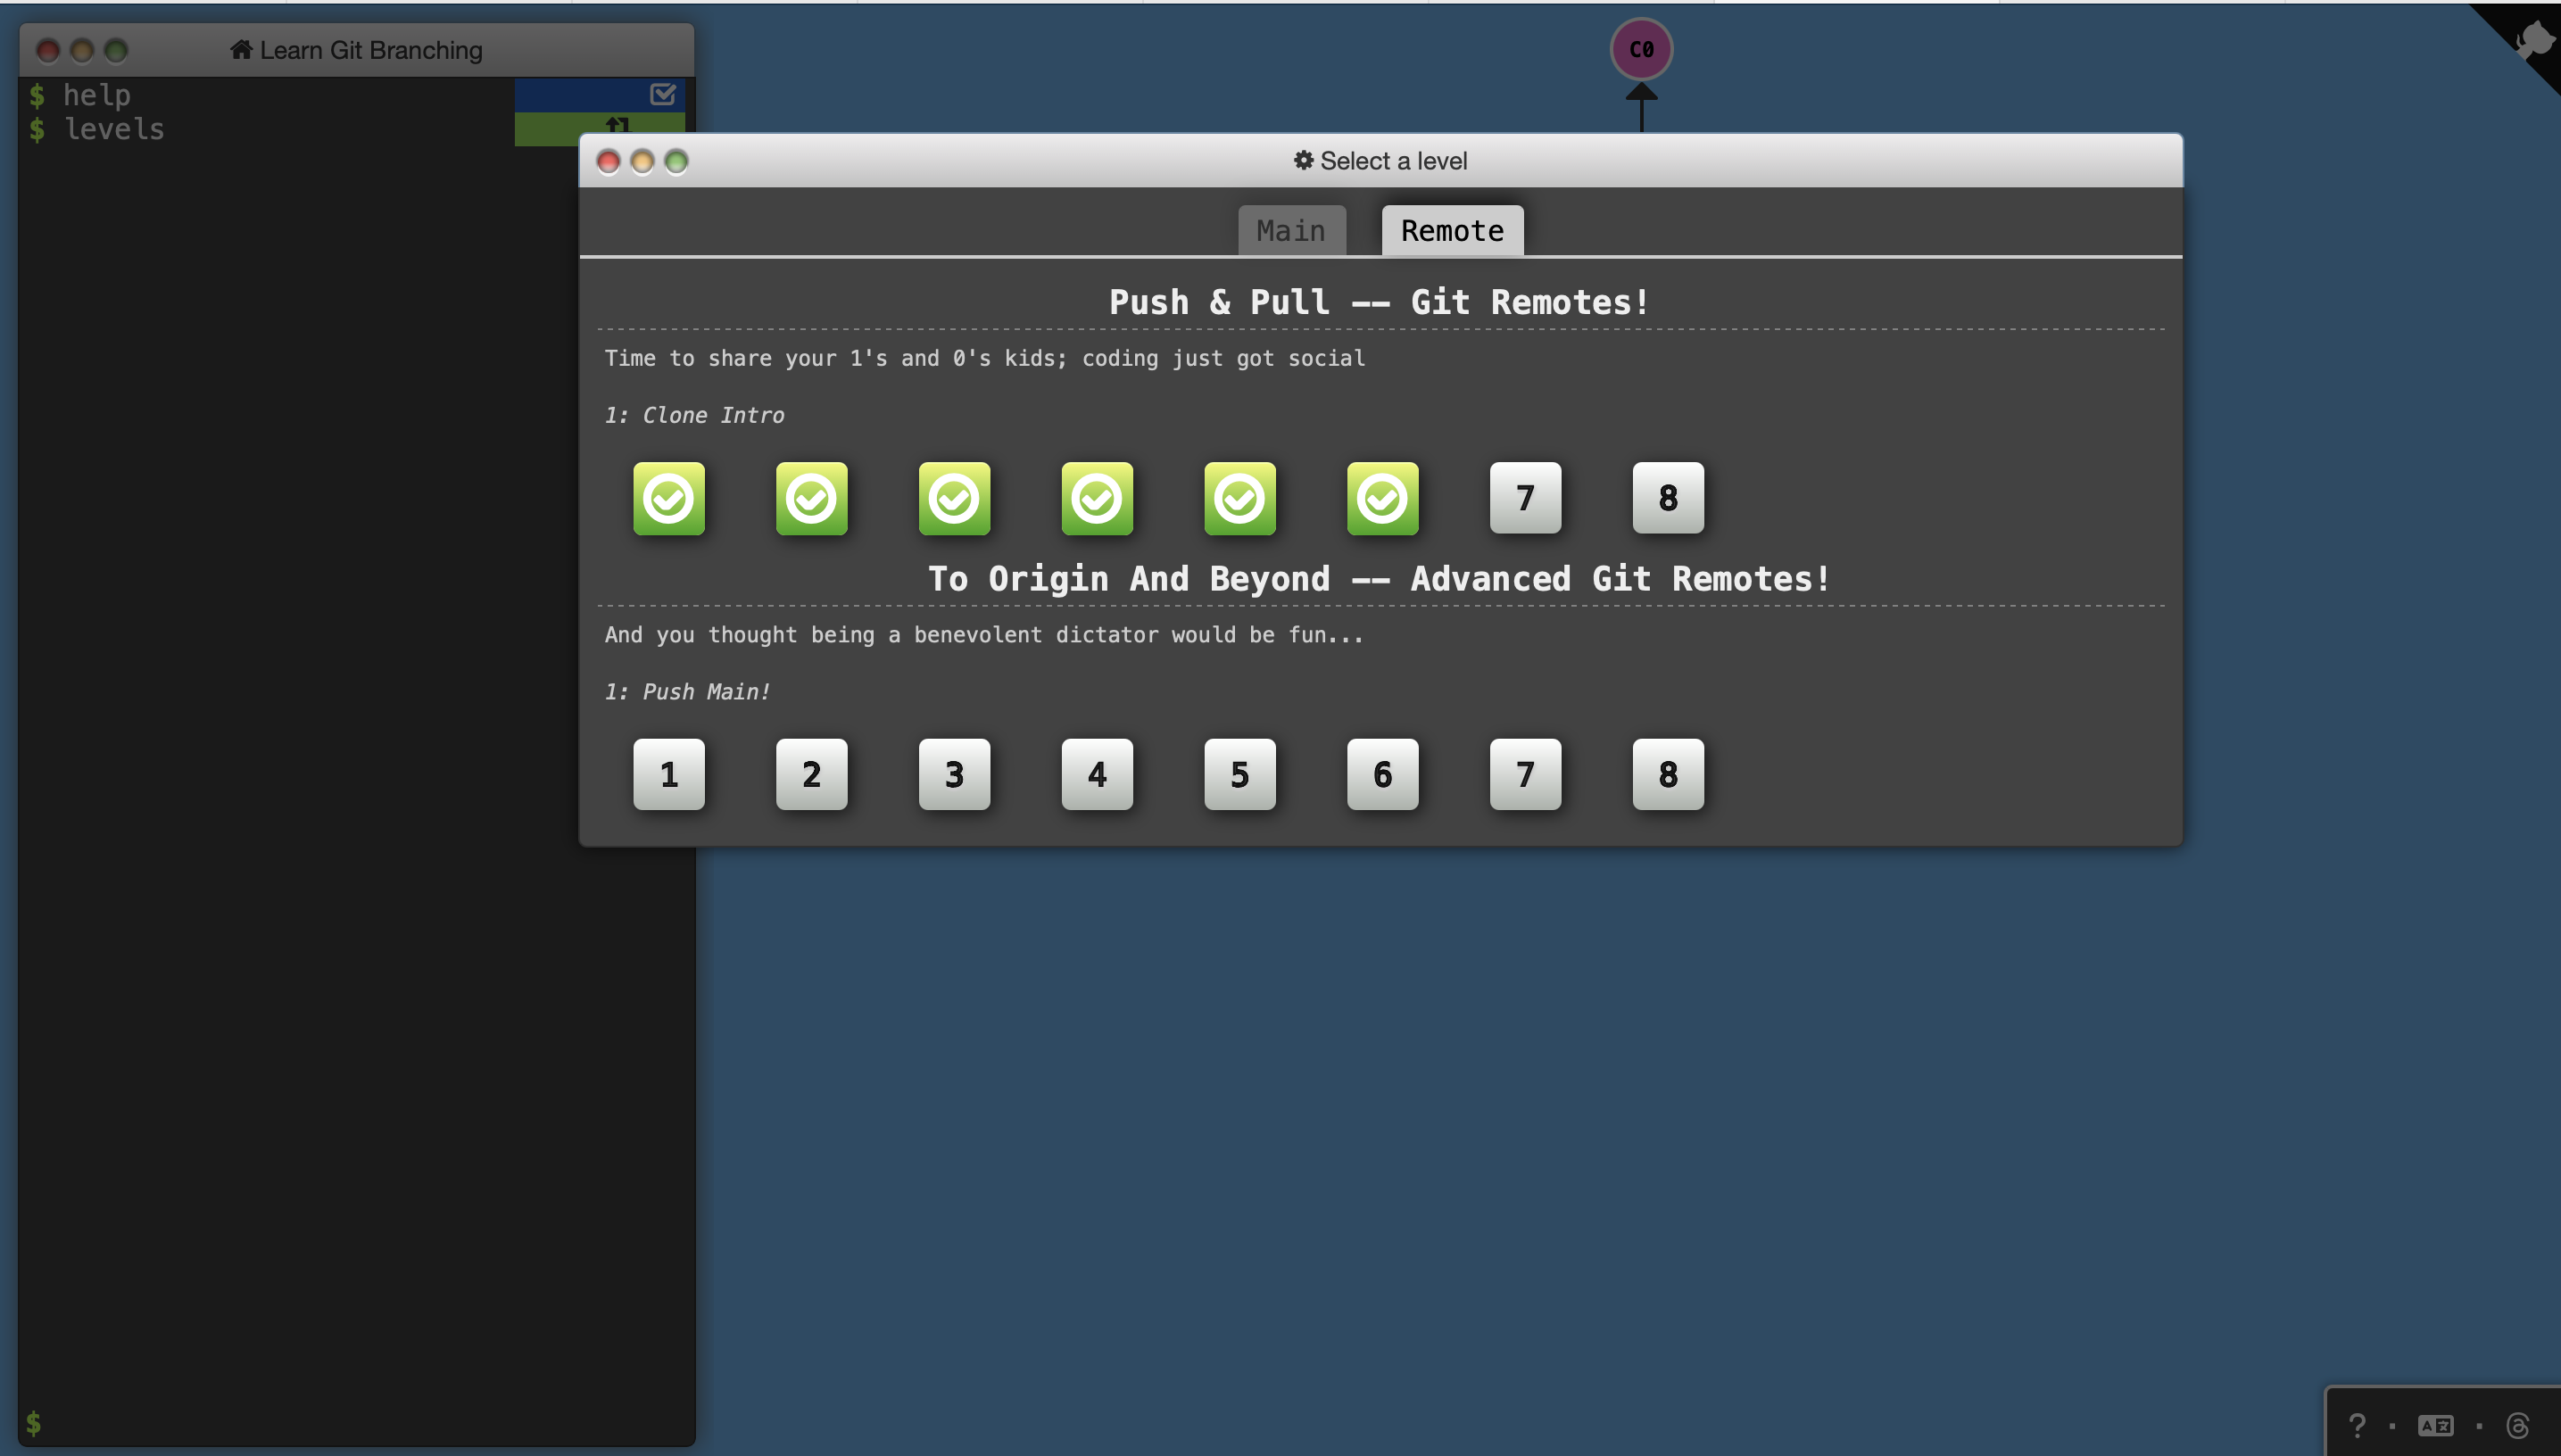 Learn Git Branching
$ help
$ levels
C0
Select a level
Main
Remote
Push & Pull -- Git Remotes!
Time to share your 1's and 0's kids; coding just got social
1: Clone Intro
7
8
To Origin And Beyond -- Advanced Git Remotes!
And you thought being a benevolent dictator would be fun...
1: Push Main!
1
2
3
4
5
6
7
8
$
? ·  A文 ·